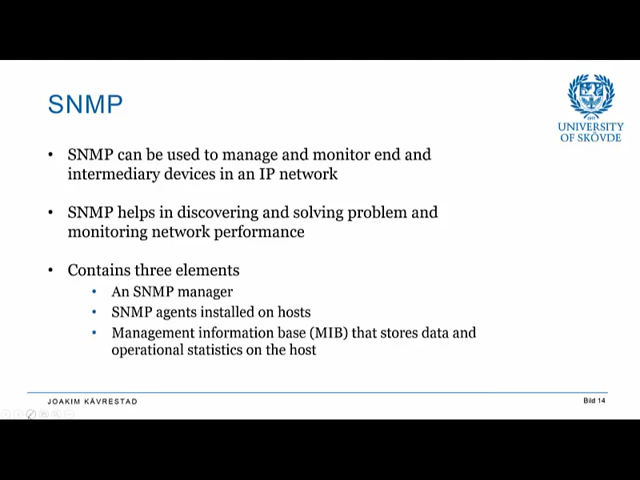 SNMP
UNIVERSITY
OF SKÖVDE
• SNMP can be used to manage and monitor end and
intermediary devices in an IP network
• SNMP helps in discovering and solving problem and
monitoring network performance
• Contains three elements
• An SNMP manager
• SNMP agents installed on hosts
• Management information base (MIB) that stores data and
operational statistics on the host
JOAKIM KÄVRESTAD
Bild 14